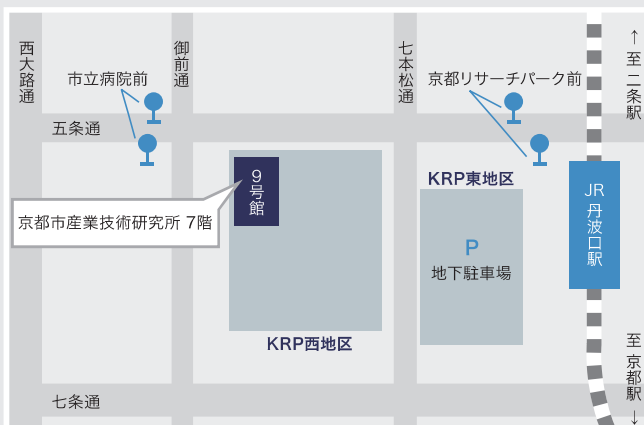 西大路通
御前通
七本松通
↑至二条駅
市立病院前
京都リサーチパーク前
五条通
9号館
KRP東地区
JR丹波口駅
京都市産業技術研究所 7階
P
地下駐車場
KRP西地区
至京都駅↓
七条通